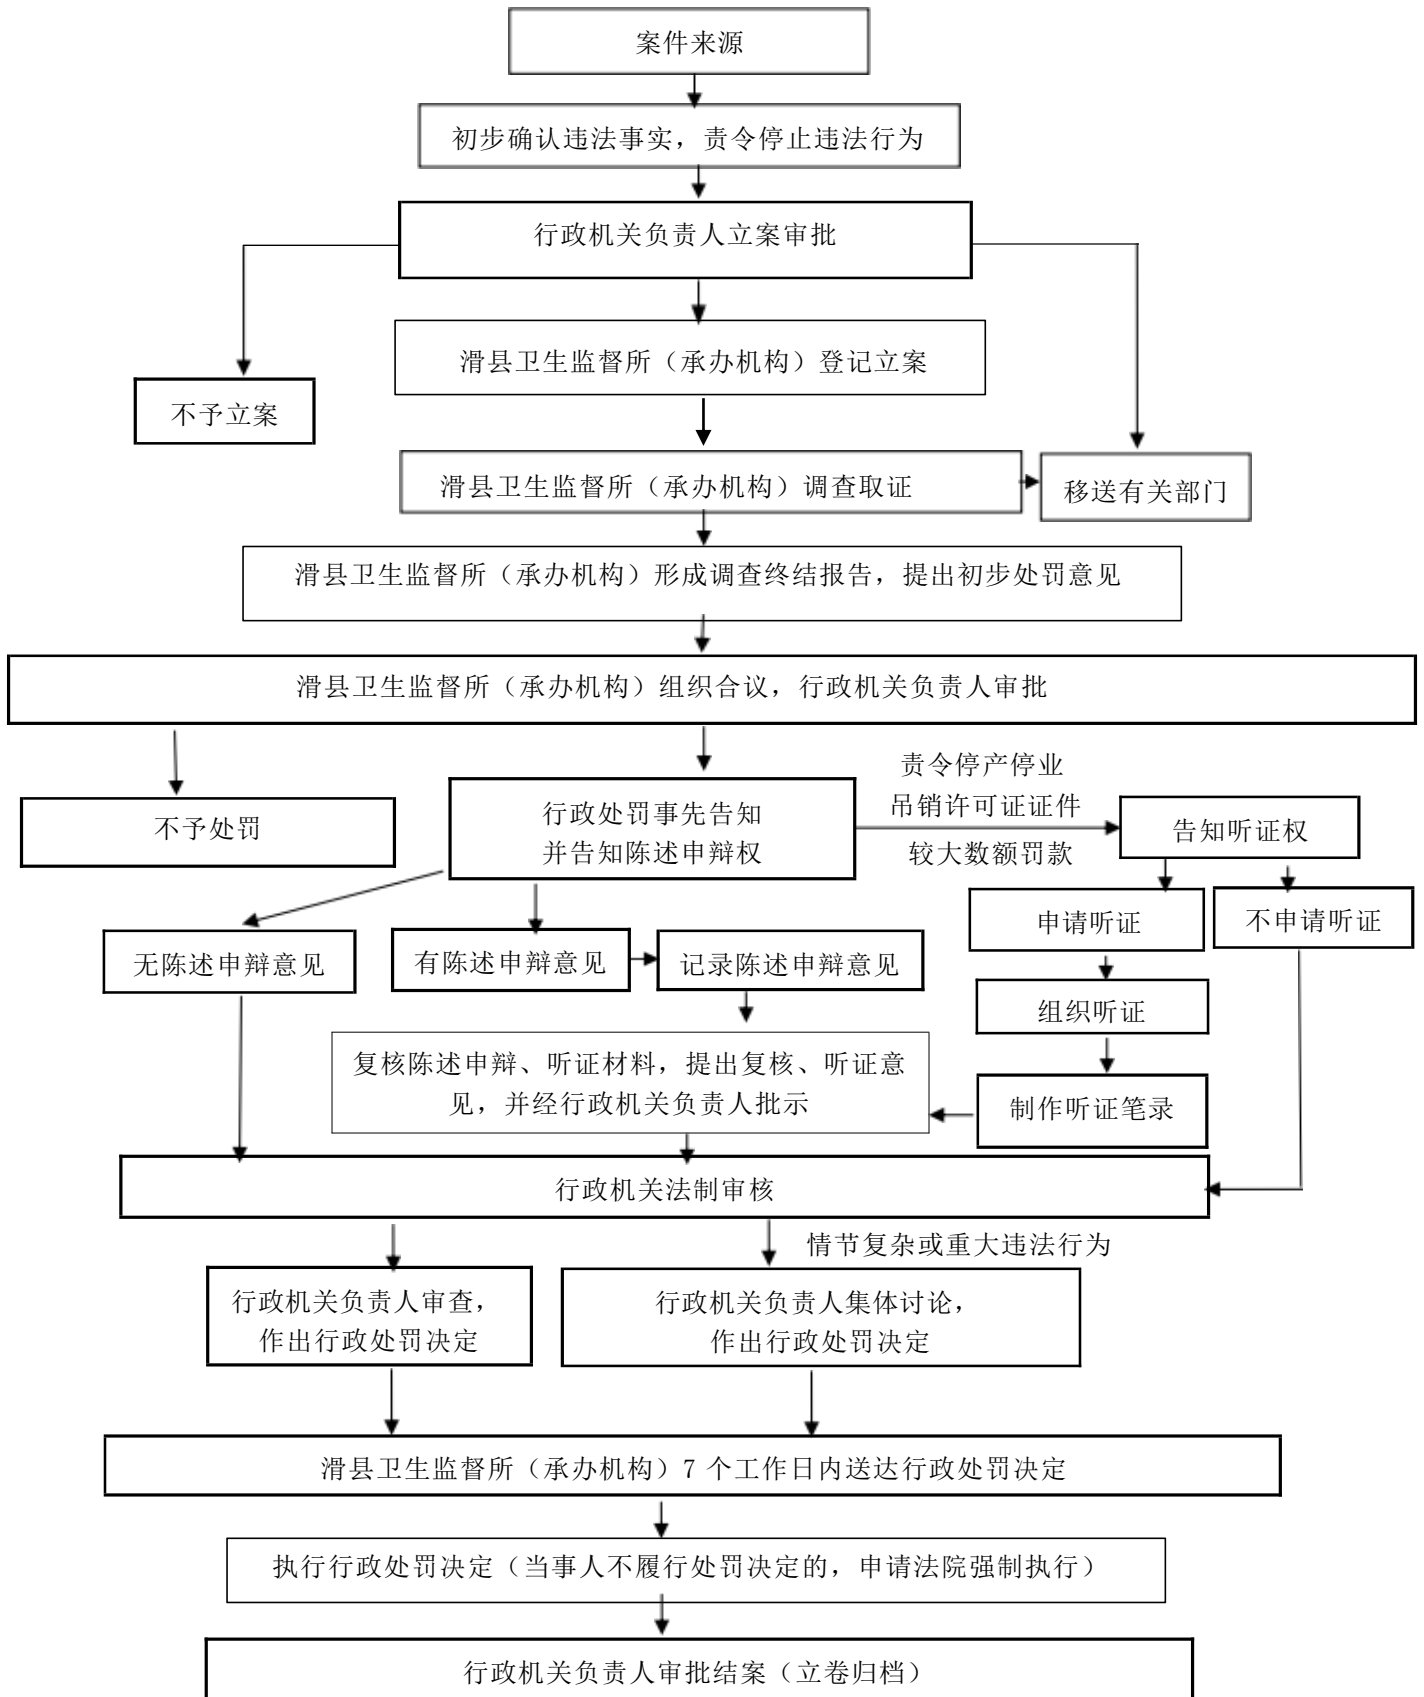 案件来源
初步确认违法事实，责令停止违法行为
行政机关负责人立案审批
滑县卫生监督所（承办机构）登记立案
不予立案
滑县卫生监督所（承办机构）调查取证
移送有关部门
滑县卫生监督所（承办机构）形成调查终结报告，提出初步处罚意见
滑县卫生监督所（承办机构）组织合议，行政机关负责人审批
不予处罚
行政处罚事先告知
并告知陈述申辩权
责令停产停业
吊销许可证证件
较大数额罚款
告知听证权
申请听证
不申请听证
无陈述申辩意见
有陈述申辩意见
记录陈述申辩意见
组织听证
复核陈述申辩、听证材料，提出复核、听证意
见，并经行政机关负责人批示
制作听证笔录
行政机关法制审核
情节复杂或重大违法行为
行政机关负责人审查，
作出行政处罚决定
行政机关负责人集体讨论，
作出行政处罚决定
滑县卫生监督所（承办机构）7 个工作日内送达行政处罚决定
执行行政处罚决定（当事人不履行处罚决定的，申请法院强制执行）
行政机关负责人审批结案（立卷归档）